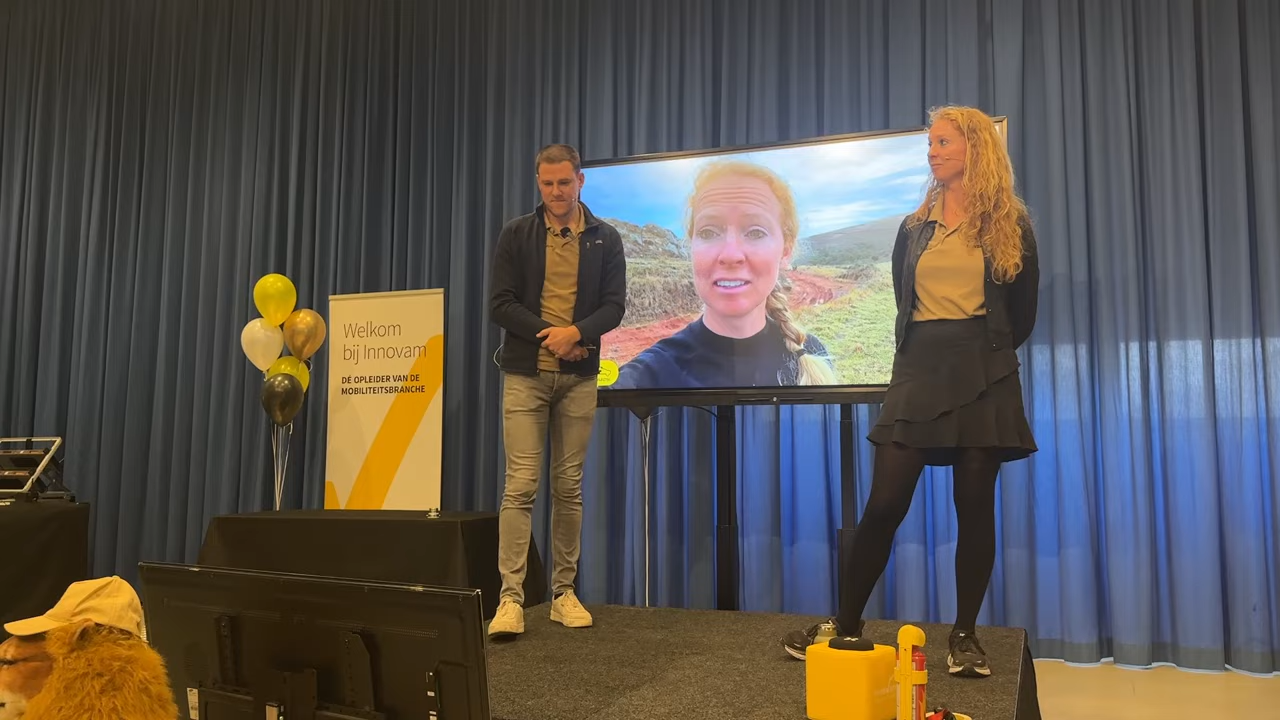 Welkom
bij Innovam
DÉ OPLEIDER VAN DE
MOBILITEITSBRANCHE